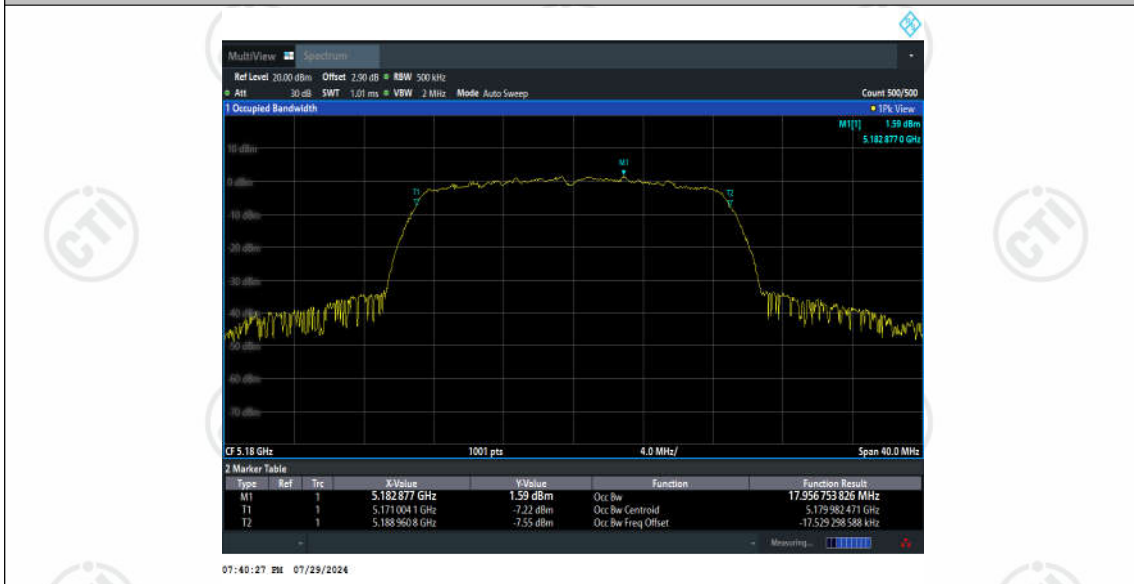 MultiView Spectrum
Ref Level 20.00 dBm Offset 2.90 dB RBW 500 kHz
Att 30 dB SWT 1.01 ms VBW 2 MHz Mode Auto Sweep Count 500/500
1 Occupied Bandwidth 1Pk View
M1[1] 1.59 dBm
5.182 877 0 GHz
10 dBm
M1
0 dBm
T1 T2
-10 dBm
-20 dBm
-30 dBm
-40 dBm
-50 dBm
-60 dBm
-70 dBm
CF 5.18 GHz 1001 pts 4.0 MHz/ Span 40.0 MHz
2 Marker Table
Type Ref Trc X-Value Y-Value Function Function Result
M1 1 5.182877 GHz 1.59 dBm Occ Bw 17.956 753 826 MHz
T1 1 5.171 004 1 GHz -7.22 dBm Occ Bw Centroid 5.179 982 471 GHz
T2 1 5.188 960 8 GHz -7.55 dBm Occ Bw Freq Offset -17.529 298 588 kHz
Measuring...
07:40:27 PM 07/29/2024
CTI
CTI